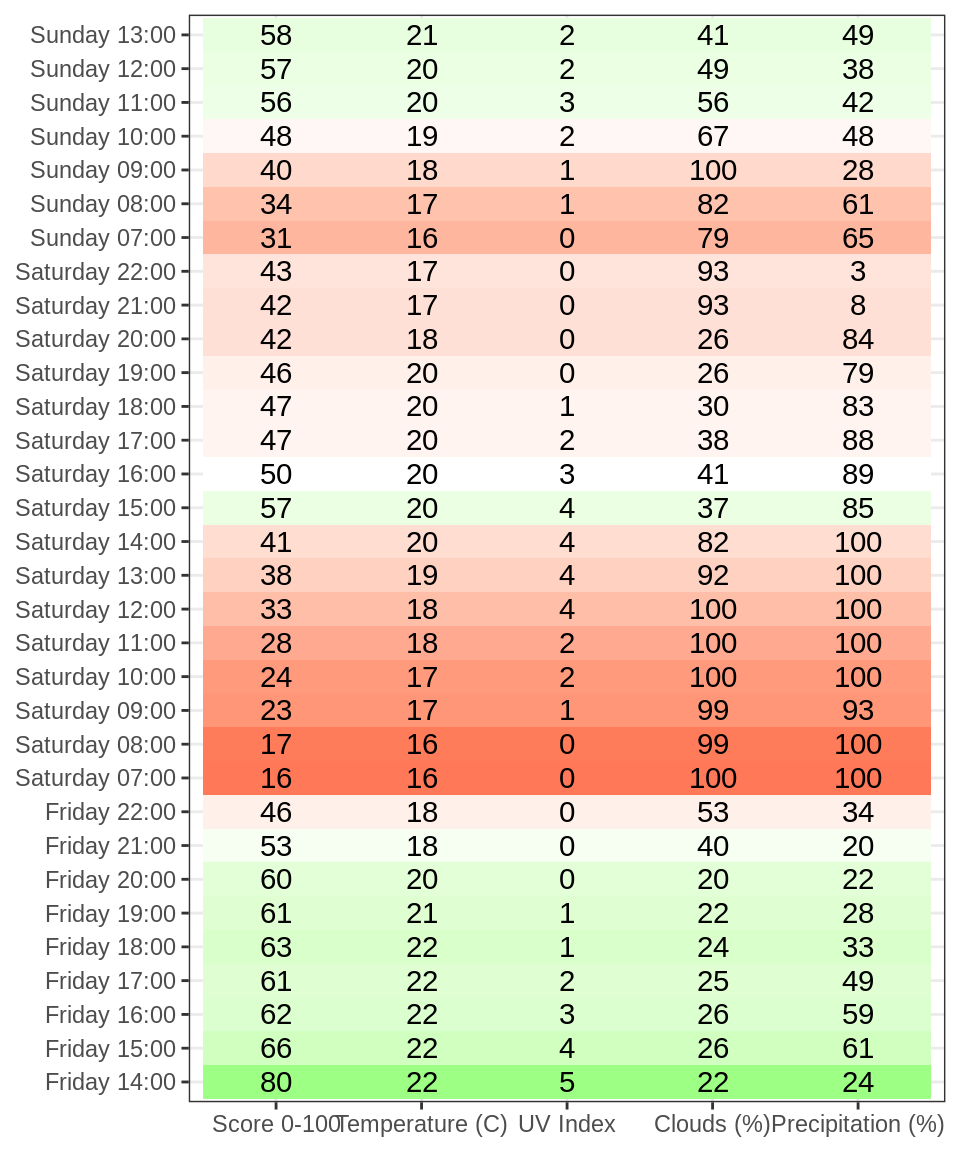 Sunday 13:00 58 21 2 41 49
Sunday 12:00 57 20 2 49 38
Sunday 11:00 56 20 3 56 42
Sunday 10:00 48 19 2 67 48
Sunday 09:00 40 18 1 100 28
Sunday 08:00 34 17 1 82 61
Sunday 07:00 31 16 0 79 65
Saturday 22:00 43 17 0 93 3
Saturday 21:00 42 17 0 93 8
Saturday 20:00 42 18 0 26 84
Saturday 19:00 46 20 0 26 79
Saturday 18:00 47 20 1 30 83
Saturday 17:00 47 20 2 38 88
Saturday 16:00 50 20 3 41 89
Saturday 15:00 57 20 4 37 85
Saturday 14:00 41 20 4 82 100
Saturday 13:00 38 19 4 92 100
Saturday 12:00 33 18 4 100 100
Saturday 11:00 28 18 2 100 100
Saturday 10:00 24 17 2 100 100
Saturday 09:00 23 17 1 99 93
Saturday 08:00 17 16 0 99 100
Saturday 07:00 16 16 0 100 100
Friday 22:00 46 18 0 53 34
Friday 21:00 53 18 0 40 20
Friday 20:00 60 20 0 20 22
Friday 19:00 61 21 1 22 28
Friday 18:00 63 22 1 24 33
Friday 17:00 61 22 2 25 49
Friday 16:00 62 22 3 26 59
Friday 15:00 66 22 4 26 61
Friday 14:00 80 22 5 22 24
Score 0-100 Temperature (C) UV Index Clouds (%) Precipitation (%)